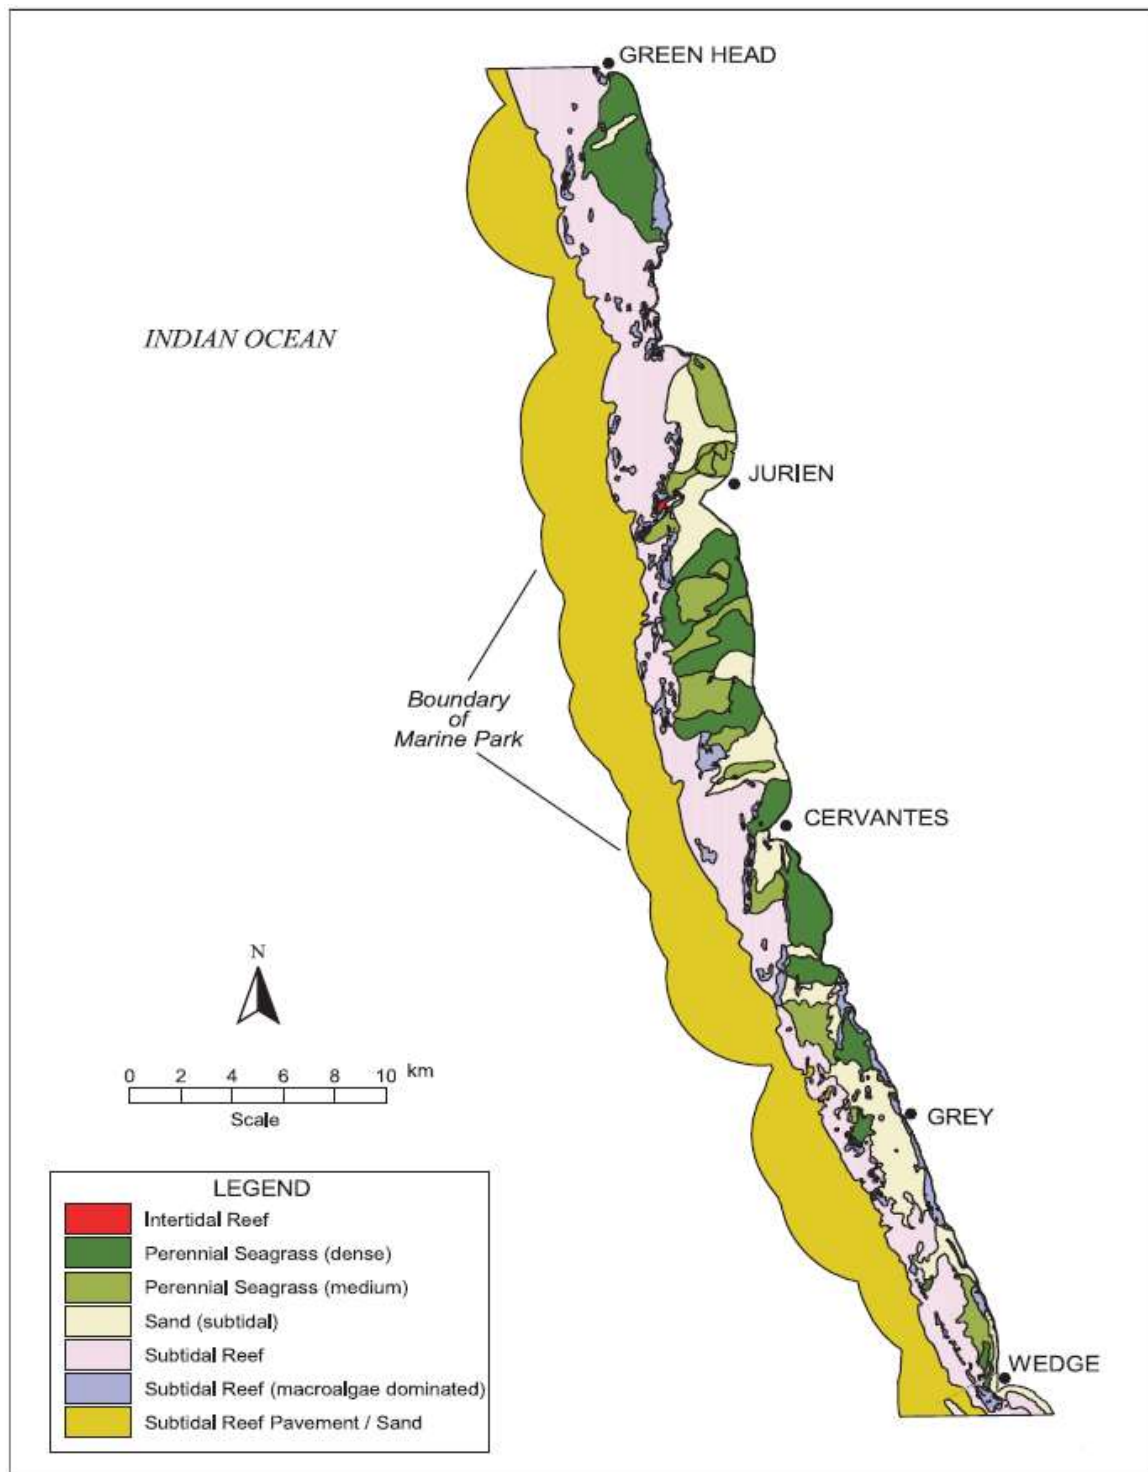 GREEN HEAD
INDIAN OCEAN
JURIEN
Boundary
of
Marine Park
CERVANTES
N
0 2 4 6 8 10 km
Scale
GREY
LEGEND
Intertidal Reef
Perennial Seagrass (dense)
Perennial Seagrass (medium)
Sand (subtidal)
Subtidal Reef
Subtidal Reef (macroalgae dominated)
Subtidal Reef Pavement / Sand
WEDGE